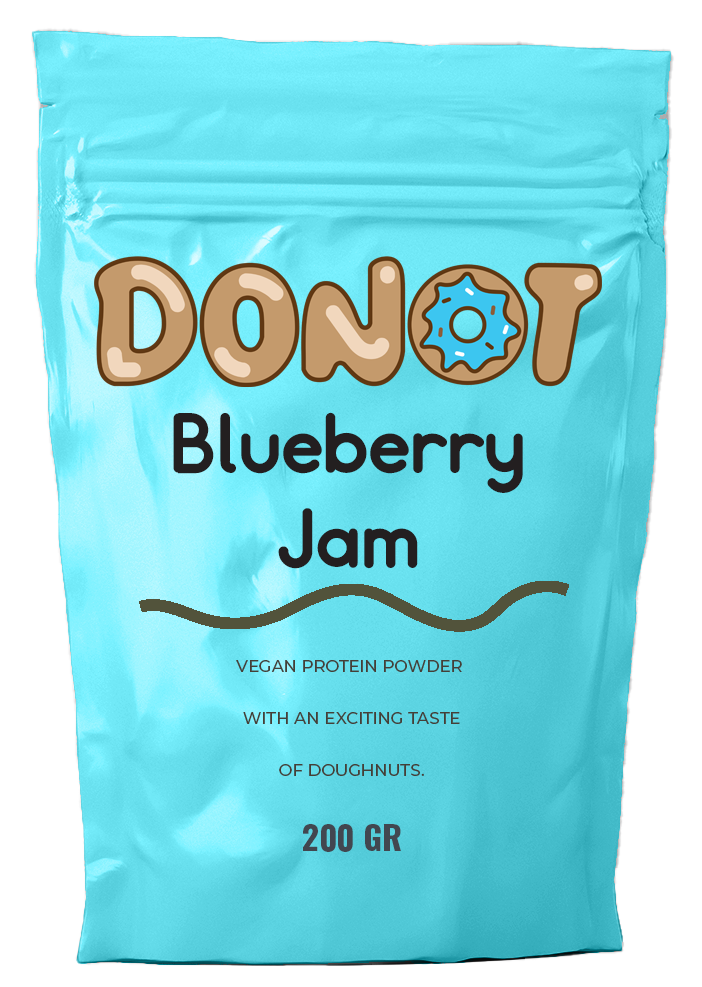 DONOT
Blueberry
Jam
VEGAN PROTEIN POWDER
WITH AN EXCITING TASTE
OF DOUGHNUTS.
200 GR